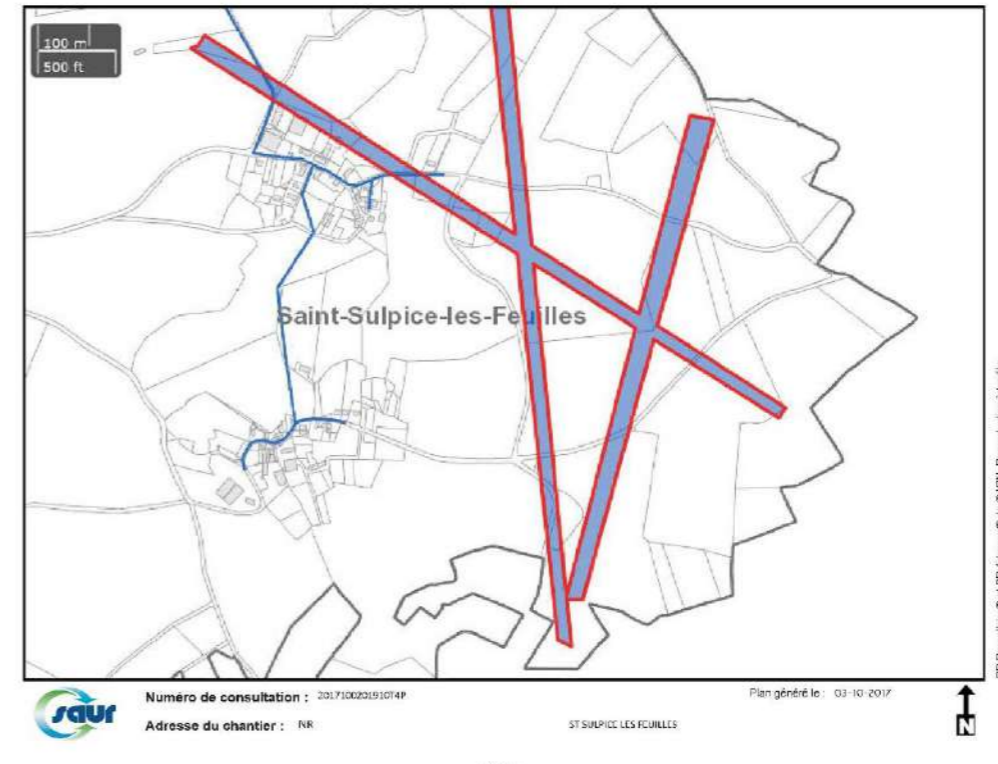 100 m
500 ft
Saint-Sulpice-les-Feuilles
saur
Numéro de consultation : 2017100201910T4P
Plan généré le : 03-10-2017
Adresse du chantier : NR
ST SULPICE LES FEUILLES
N